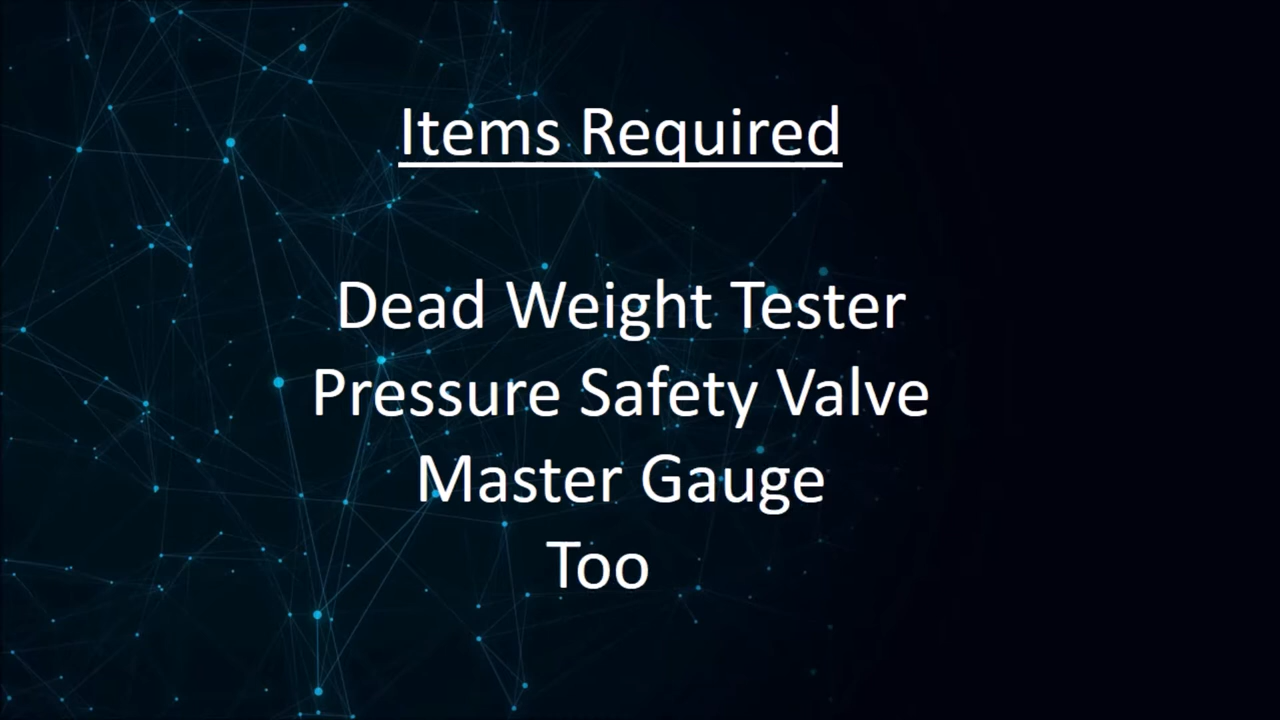 Items Required
Dead Weight Tester
Pressure Safety Valve
Master Gauge
Too